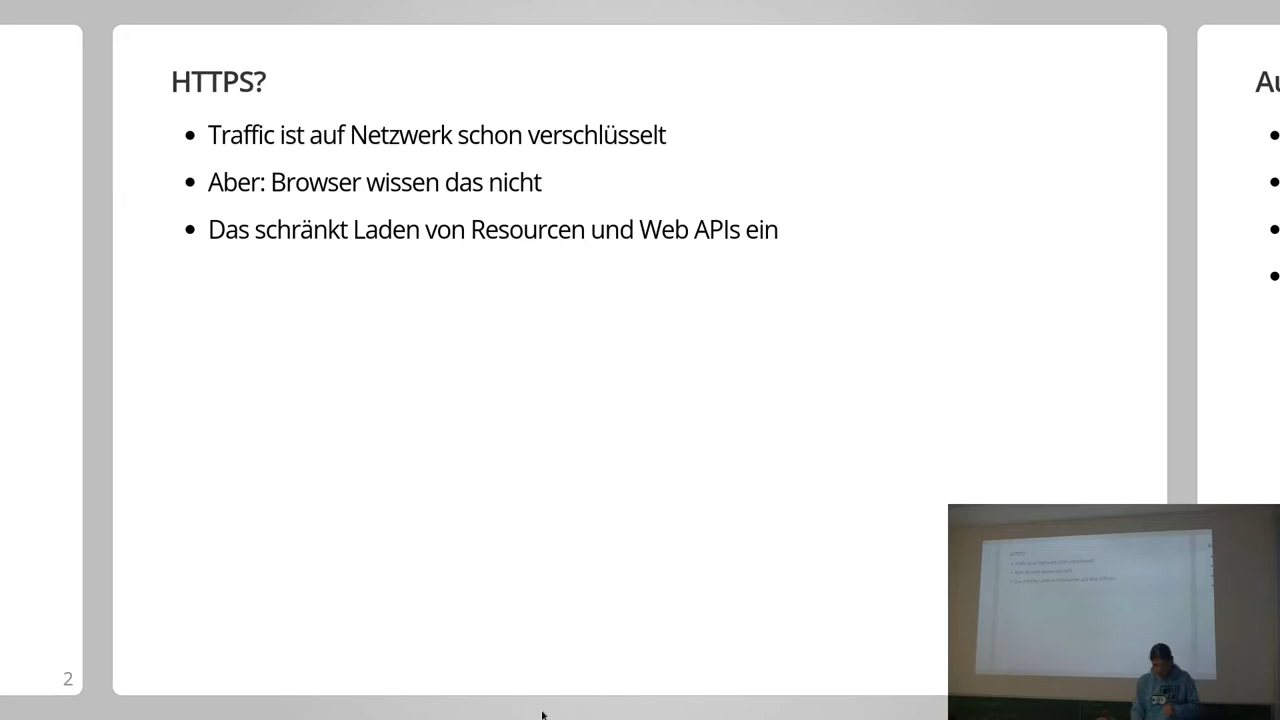 HTTPS?
Traffic ist auf Netzwerk schon verschlüsselt
Aber: Browser wissen das nicht
Das schränkt Laden von Resourcen und Web APIs ein
2